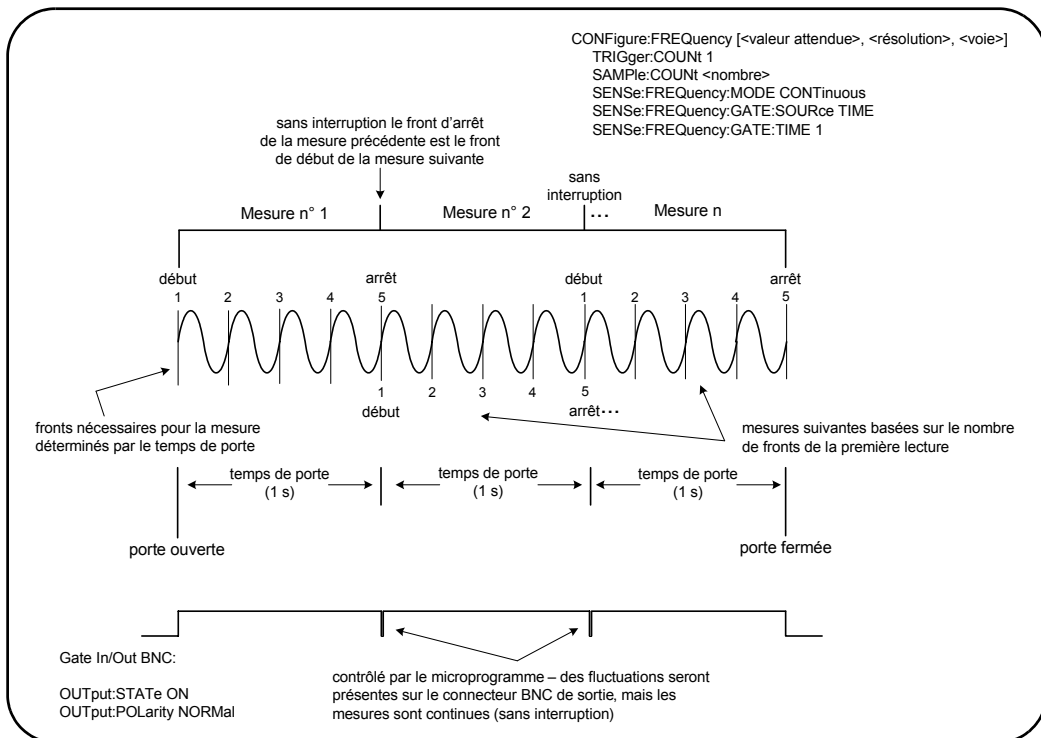 CONFigure:FREQuency [<valeur attendue>, <résolution>, <voie>]
TRIGger:COUNt 1
SAMPle:COUNt <nombre>
SENSe:FREQuency:MODE CONTinuous
SENSe:FREQuency:GATE:SOURce TIME
SENSe:FREQuency:GATE:TIME 1
sans interruption le front d'arrêt
de la mesure précédente est le front
de début de la mesure suivante
sans
interruption
Mesure n° 1
Mesure n° 2
...
Mesure n
début
arrêt
début
arrêt
1 2 3 4 5 1 2 3 4 5
1 2 3 4 5
début
arrêt...
fronts nécessaires pour la mesure
déterminés par le temps de porte
mesures suivantes basées sur le nombre
de fronts de la première lecture
temps de porte
(1 s)
temps de porte
(1 s)
temps de porte
(1 s)
porte ouverte
porte fermée
Gate In/Out BNC:
OUTput:STATe ON
OUTput:POLarity NORMal
contrôlé par le microprogramme – des fluctuations seront
présentes sur le connecteur BNC de sortie, mais les
mesures sont continues (sans interruption)